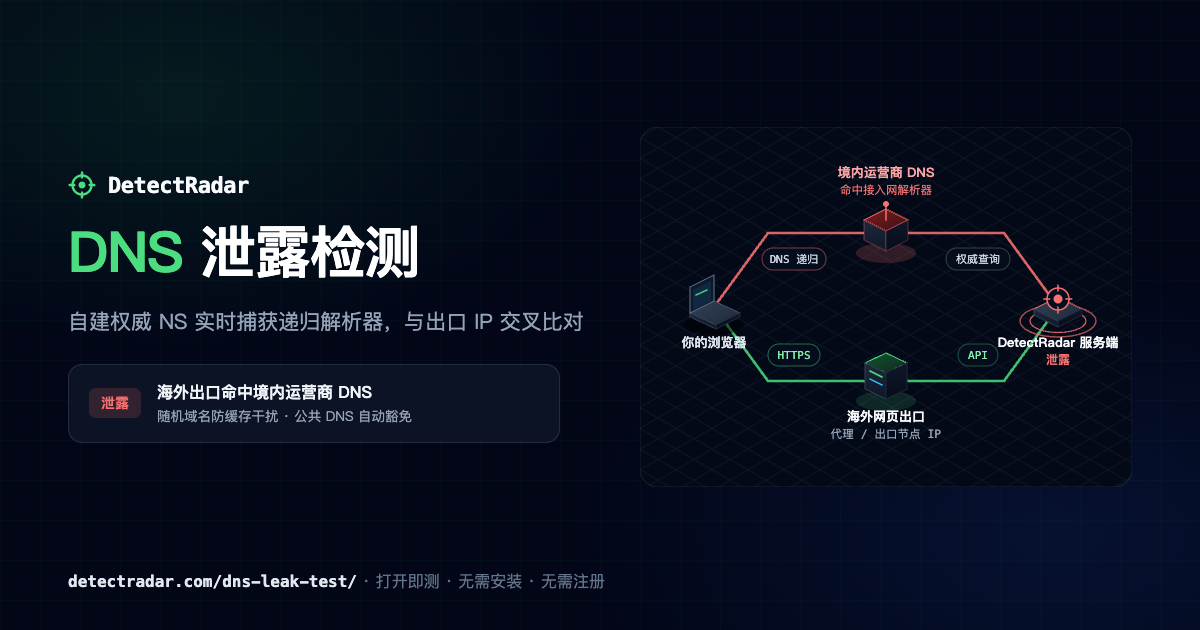 DetectRadar
DNS 泄露检测
自建权威 NS 实时捕获递归解析器，与出口 IP 交叉比对
泄露
海外出口命中境内运营商 DNS
随机域名防缓存干扰 · 公共 DNS 自动豁免
detectradar.com/dns-leak-test/ · 打开即测 · 无需安装 · 无需注册
境内运营商 DNS
命中接入网解析器
DNS 递归
权威查询
你的浏览器
DetectRadar 服务端
泄露
HTTPS
API
海外网页出口
代理 / 出口节点 IP